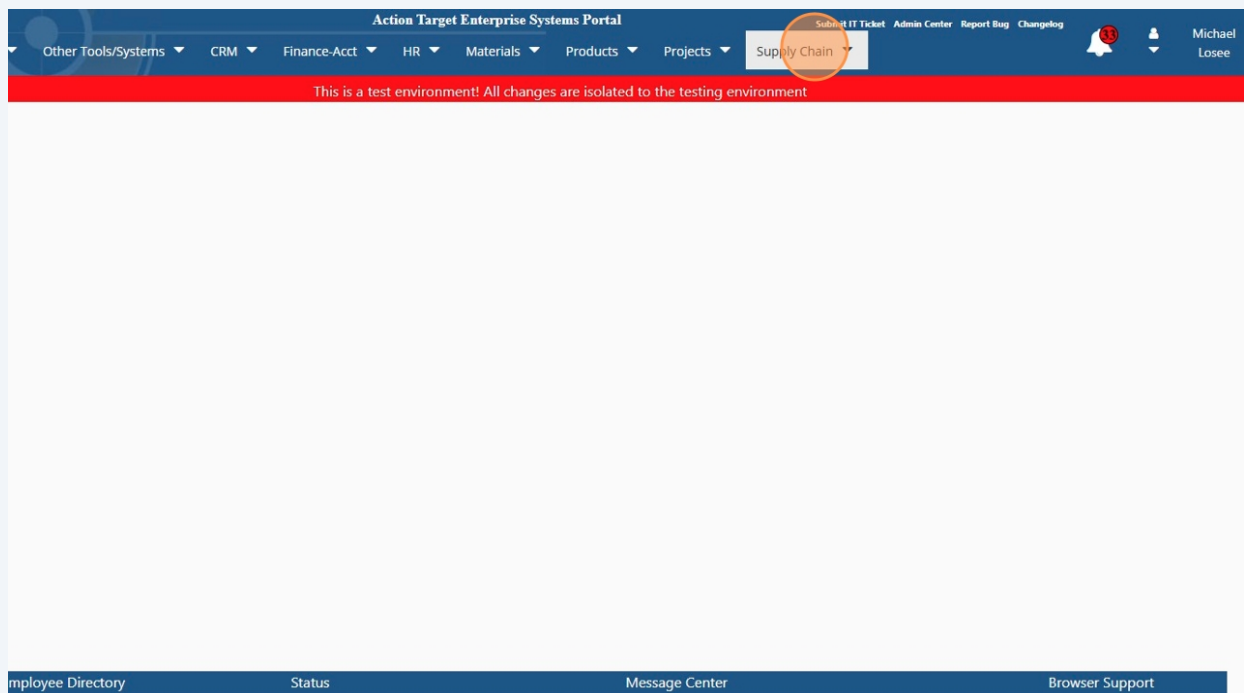 Action Target Enterprise Systems Portal
Submit IT Ticket Admin Center Report Bug Changelog
33
Michael
Losee
Other Tools/Systems CRM Finance-Acct HR Materials Products Projects Supply Chain
This is a test environment! All changes are isolated to the testing environment
mployee Directory Status Message Center Browser Support